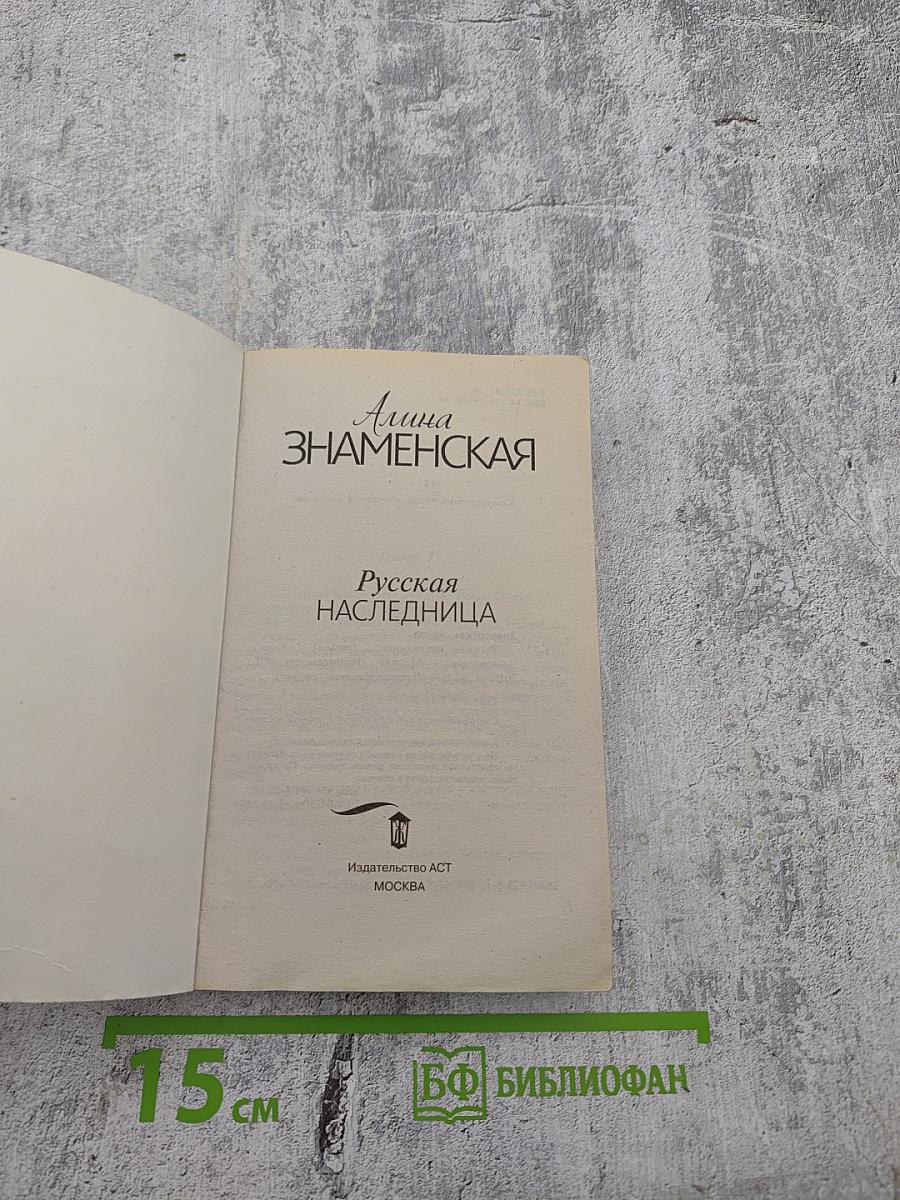 Алина
ЗНАМЕНСКАЯ
Русская
НАСЛЕДНИЦА
Издательство АСТ
МОСКВА
15 см
БФ БИБЛИОФАН